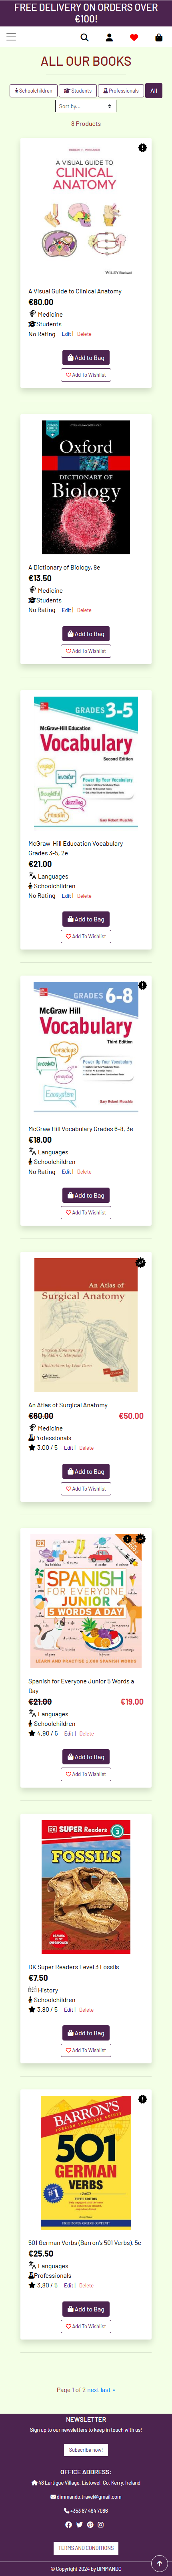 FREE DELIVERY ON ORDERS OVER
€100!
ALL OUR BOOKS
Schoolchildren Students Professionals All
Sort by...
8 Products
A VISUAL GUIDE TO
CLINICAL
ANATOMY
WILEY Blackwell
A Visual Guide to Clinical Anatomy
€80.00
Medicine
Students
No Rating Edit | Delete
Add to Bag
Add To Wishlist
Oxford
DICTIONARY OF
Biology
A Dictionary of Biology, 8e
€13.50
Medicine
Students
No Rating Edit | Delete
Add to Bag
Add To Wishlist
GRADES 3-5
McGraw-Hill Education
Vocabulary
Second Edition
Power Up Your Vocabulary!
Gary Robert Muschla
McGraw-Hill Education Vocabulary
Grades 3-5, 2e
€21.00
Languages
Schoolchildren
No Rating Edit | Delete
Add to Bag
Add To Wishlist
GRADES 6-8
McGraw Hill
Vocabulary
Third Edition
Power Up Your Vocabulary!
Gary Robert Muschla
McGraw Hill Vocabulary Grades 6-8, 3e
€18.00
Languages
Schoolchildren
No Rating Edit | Delete
Add to Bag
Add To Wishlist
An Atlas of
Surgical Anatomy
An Atlas of Surgical Anatomy
€60.00 €50.00
Medicine
Professionals
3.00 / 5 Edit | Delete
Add to Bag
Add To Wishlist
DK
SPANISH
FOR EVERYONE
JUNIOR
5 WORDS A DAY
LEARN AND PRACTISE 1,000 SPANISH WORDS
Spanish for Everyone Junior 5 Words a
Day
€21.00 €19.00
Languages
Schoolchildren
4.90 / 5 Edit | Delete
Add to Bag
Add To Wishlist
DK SUPER Readers 3
FOSSILS
DK Super Readers Level 3 Fossils
€7.50
History
Schoolchildren
3.80 / 5 Edit | Delete
Add to Bag
Add To Wishlist
BARRON'S
FOREIGN LANGUAGE GUIDES
501
GERMAN
VERBS
#1
501 German Verbs (Barron's 501 Verbs), 5e
€25.50
Languages
Professionals
3.80 / 5 Edit | Delete
Add to Bag
Add To Wishlist
Page 1 of 2 next last »
NEWSLETTER
Sign up to our newsletters to keep in touch with us!
Subscribe now!
OFFICE ADDRESS:
48 Lartigue Village, Listowel, Co. Kerry, Ireland
dimmando.travel@gmail.com
+353 87 484 7086
TERMS AND CONDITIONS
© Copyright 2024 by DIMMANDO